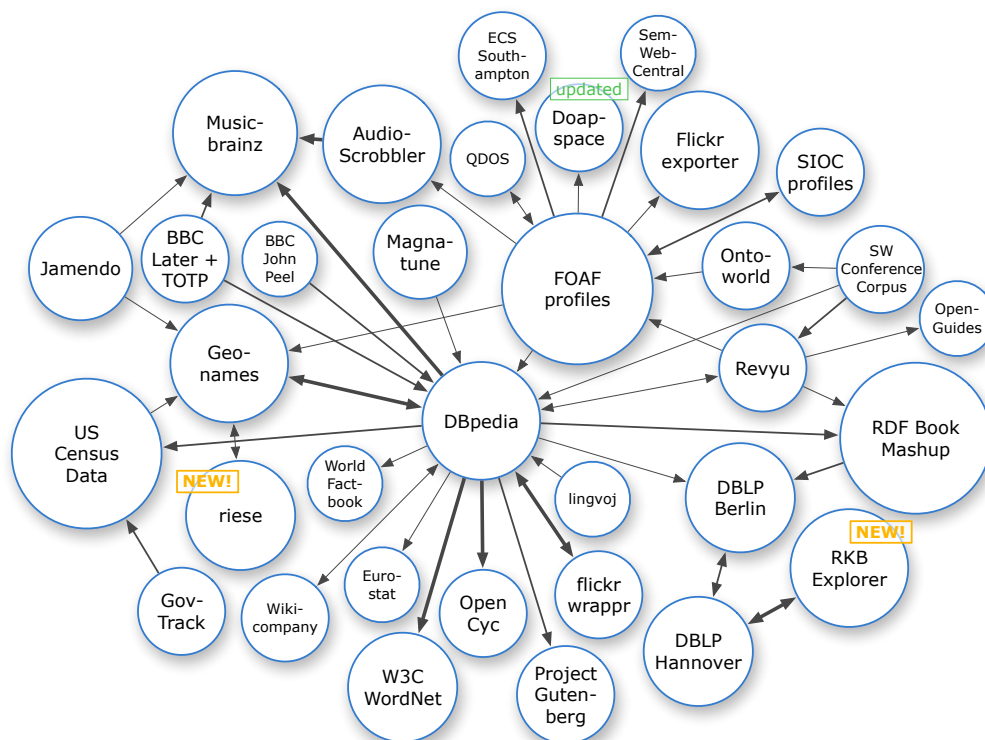 ECS
South-
ampton
Sem-
Web-
Central
updated
Doap-
space
Music-
brainz
Audio-
Scrobbler
QDOS
Flickr
exporter
SIOC
profiles
Jamendo
BBC
Later +
TOTP
BBC
John
Peel
Magna-
tune
FOAF
profiles
Onto-
world
SW
Conference
Corpus
Open-
Guides
Geo-
names
DBpedia
Revyu
US
Census
Data
RDF Book
Mashup
NEW!
riese
World
Fact-
book
lingvoj
DBLP
Berlin
NEW!
RKB
Explorer
Gov-
Track
Wiki-
company
Euro-
stat
Open
Cyc
flickr
wrappr
DBLP
Hannover
W3C
WordNet
Project
Guten-
berg